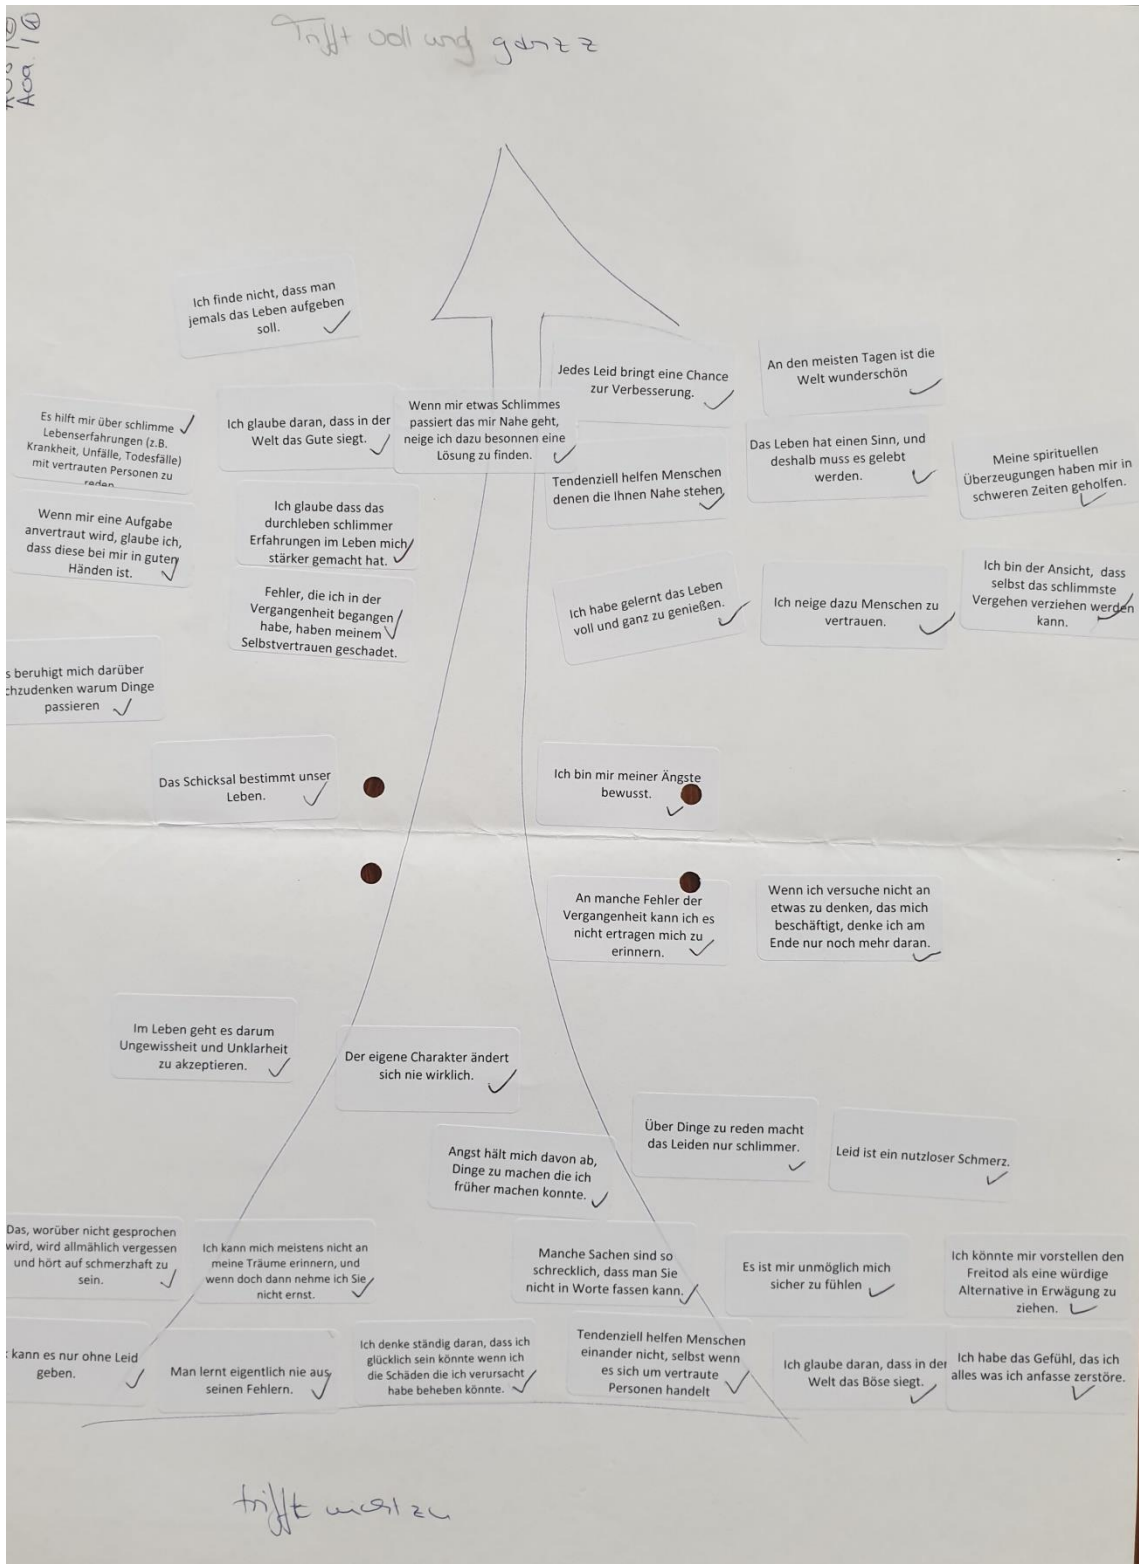 Aoa. 1
Trifft voll und ganz z
Ich finde nicht, dass man
jemals das Leben aufgeben
soll.
Jedes Leid bringt eine Chance
zur Verbesserung.
An den meisten Tagen ist die
Welt wunderschön
Es hilft mir über schlimme
Lebenserfahrungen (z.B.
Krankheit, Unfälle, Todesfälle)
mit vertrauten Personen zu
reden
Ich glaube daran, dass in der
Welt das Gute siegt.
Wenn mir etwas Schlimmes
passiert das mir Nahe geht,
neige ich dazu besonnen eine
Lösung zu finden.
Tendenziell helfen Menschen
denen die Ihnen Nahe stehen
Das Leben hat einen Sinn, und
deshalb muss es gelebt
werden.
Meine spirituellen
Überzeugungen haben mir in
schweren Zeiten geholfen.
Wenn mir eine Aufgabe
anvertraut wird, glaube ich,
dass diese bei mir in guten
Händen ist.
Ich glaube dass das
durchleben schlimmer
Erfahrungen im Leben mich
stärker gemacht hat.
Fehler, die ich in der
Vergangenheit begangen
habe, haben meinem
Selbstvertrauen geschadet.
Ich habe gelernt das Leben
voll und ganz zu genießen.
Ich neige dazu Menschen zu
vertrauen.
Ich bin der Ansicht, dass
selbst das schlimmste
Vergehen verziehen werden
kann.
s beruhigt mich darüber
chzudenken warum Dinge
passieren
Das Schicksal bestimmt unser
Leben.
Ich bin mir meiner Ängste
bewusst.
An manche Fehler der
Vergangenheit kann ich es
nicht ertragen mich zu
erinnern.
Wenn ich versuche nicht an
etwas zu denken, das mich
beschäftigt, denke ich am
Ende nur noch mehr daran.
Im Leben geht es darum
Ungewissheit und Unklarheit
zu akzeptieren.
Der eigene Charakter ändert
sich nie wirklich.
Angst hält mich davon ab,
Dinge zu machen die ich
früher machen konnte.
Über Dinge zu reden macht
das Leiden nur schlimmer.
Leid ist ein nutzloser Schmerz.
Das, worüber nicht gesprochen
wird, wird allmählich vergessen
und hört auf schmerzhaft zu
sein.
Ich kann mich meistens nicht an
meine Träume erinnern, und
wenn doch dann nehme ich Sie
nicht ernst.
Manche Sachen sind so
schrecklich, dass man Sie
nicht in Worte fassen kann.
Es ist mir unmöglich mich
sicher zu fühlen
Ich könnte mir vorstellen den
Freitod als eine würdige
Alternative in Erwägung zu
ziehen.
kann es nur ohne Leid
geben.
Man lernt eigentlich nie aus
seinen Fehlern.
Ich denke ständig daran, dass ich
glücklich sein könnte wenn ich
die Schäden die ich verursacht
habe beheben könnte.
Tendenziell helfen Menschen
einander nicht, selbst wenn
es sich um vertraute
Personen handelt
Ich glaube daran, dass in der
Welt das Böse siegt.
Ich habe das Gefühl, das ich
alles was ich anfasse zerstöre.
trifft nicht zu